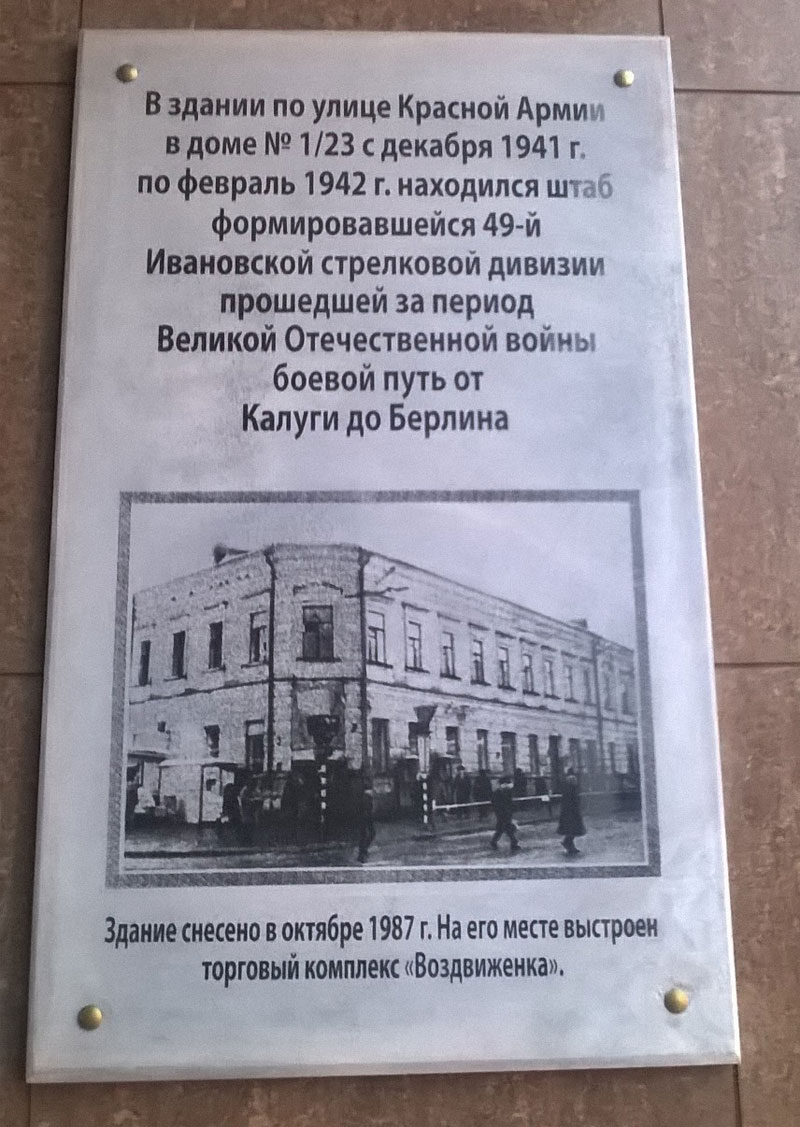 В здании по улице Красной Армии
в доме № 1/23 с декабря 1941 г.
по февраль 1942 г. находился штаб
формировавшейся 49-й
Ивановской стрелковой дивизии
прошедшей за период
Великой Отечественной войны
боевой путь от
Калуги до Берлина
Здание снесено в октябре 1987 г. На его месте выстроен
торговый комплекс «Воздвиженка».